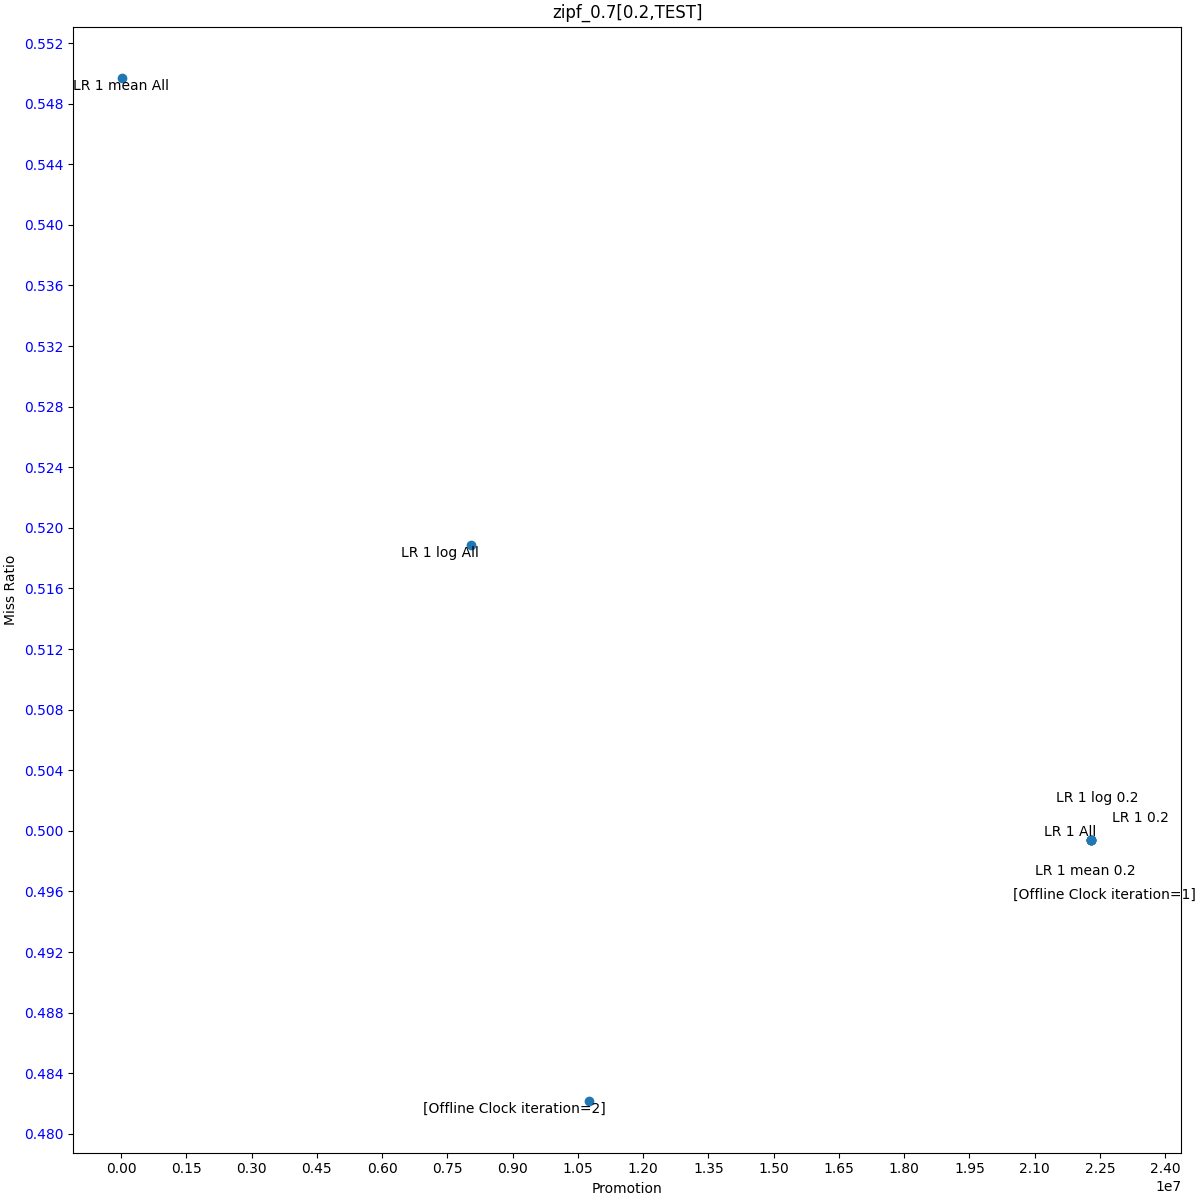 zipf_0.7[0.2,TEST]
0.552
LR 1 mean All
0.548
0.544
0.540
0.536
0.532
0.528
0.524
0.520
LR 1 log All
0.516
0.512
0.508
0.504
LR 1 log 0.2
LR 1 0.2
0.500
LR 1 All
LR 1 mean 0.2
0.496
[Offline Clock iteration=1]
0.492
0.488
0.484
[Offline Clock iteration=2]
0.480
Miss Ratio
0.00 0.15 0.30 0.45 0.60 0.75 0.90 1.05 1.20 1.35 1.50 1.65 1.80 1.95 2.10 2.25 2.40
1e7
Promotion